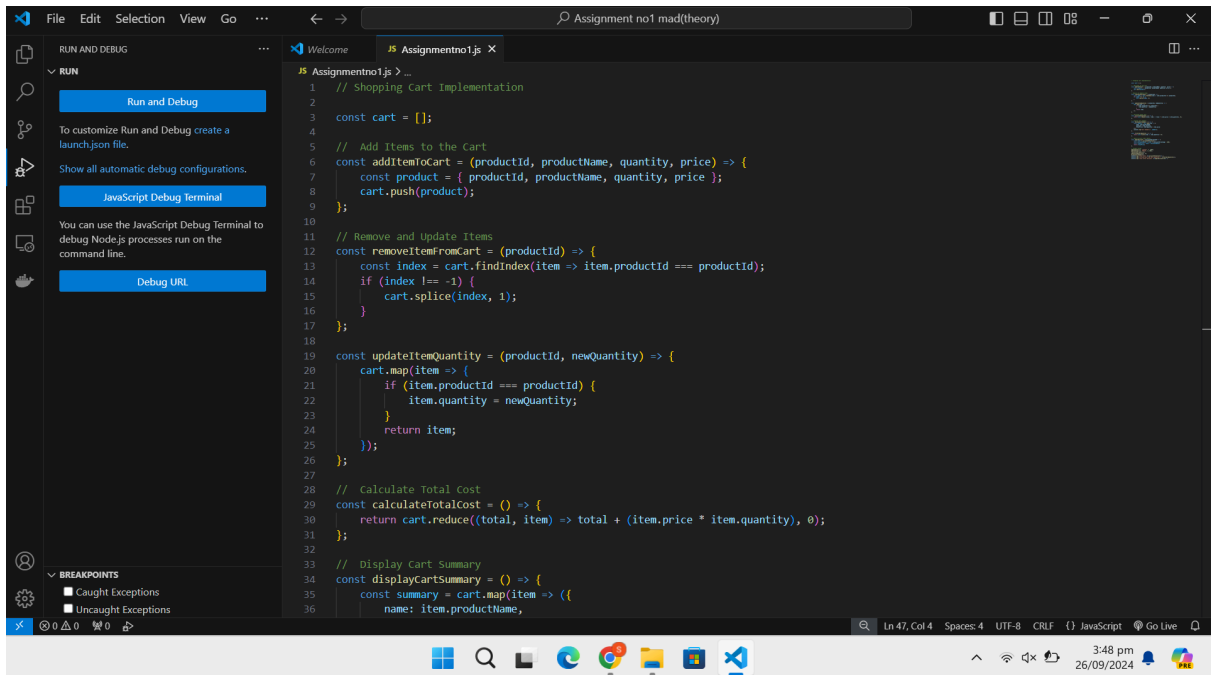 File Edit Selection View Go ··· ← → Assignment no1 mad(theory)
RUN AND DEBUG ···
RUN
Run and Debug
To customize Run and Debug create a
launch.json file.
Show all automatic debug configurations.
JavaScript Debug Terminal
You can use the JavaScript Debug Terminal to
debug Node.js processes run on the
command line.
Debug URL
BREAKPOINTS
Caught Exceptions
Uncaught Exceptions
Welcome JS Assignmentno1.js ×
JS Assignmentno1.js > ...
1 // Shopping Cart Implementation
2
3 const cart = [];
4
5 //  Add Items to the Cart
6 const addItemToCart = (productId, productName, quantity, price) => {
7     const product = { productId, productName, quantity, price };
8     cart.push(product);
9 };
10
11 // Remove and Update Items
12 const removeItemFromCart = (productId) => {
13     const index = cart.findIndex(item => item.productId === productId);
14     if (index !== -1) {
15         cart.splice(index, 1);
16     }
17 };
18
19 const updateItemQuantity = (productId, newQuantity) => {
20     cart.map(item => {
21         if (item.productId === productId) {
22             item.quantity = newQuantity;
23         }
24         return item;
25     });
26 };
27
28 //  Calculate Total Cost
29 const calculateTotalCost = () => {
30     return cart.reduce((total, item) => total + (item.price * item.quantity), 0);
31 };
32
33 //  Display Cart Summary
34 const displayCartSummary = () => {
35     const summary = cart.map(item => ({
36         name: item.productName,
0 0 0 Ln 47, Col 4 Spaces: 4 UTF-8 CRLF {} JavaScript Go Live
3:48 pm
26/09/2024
PRE